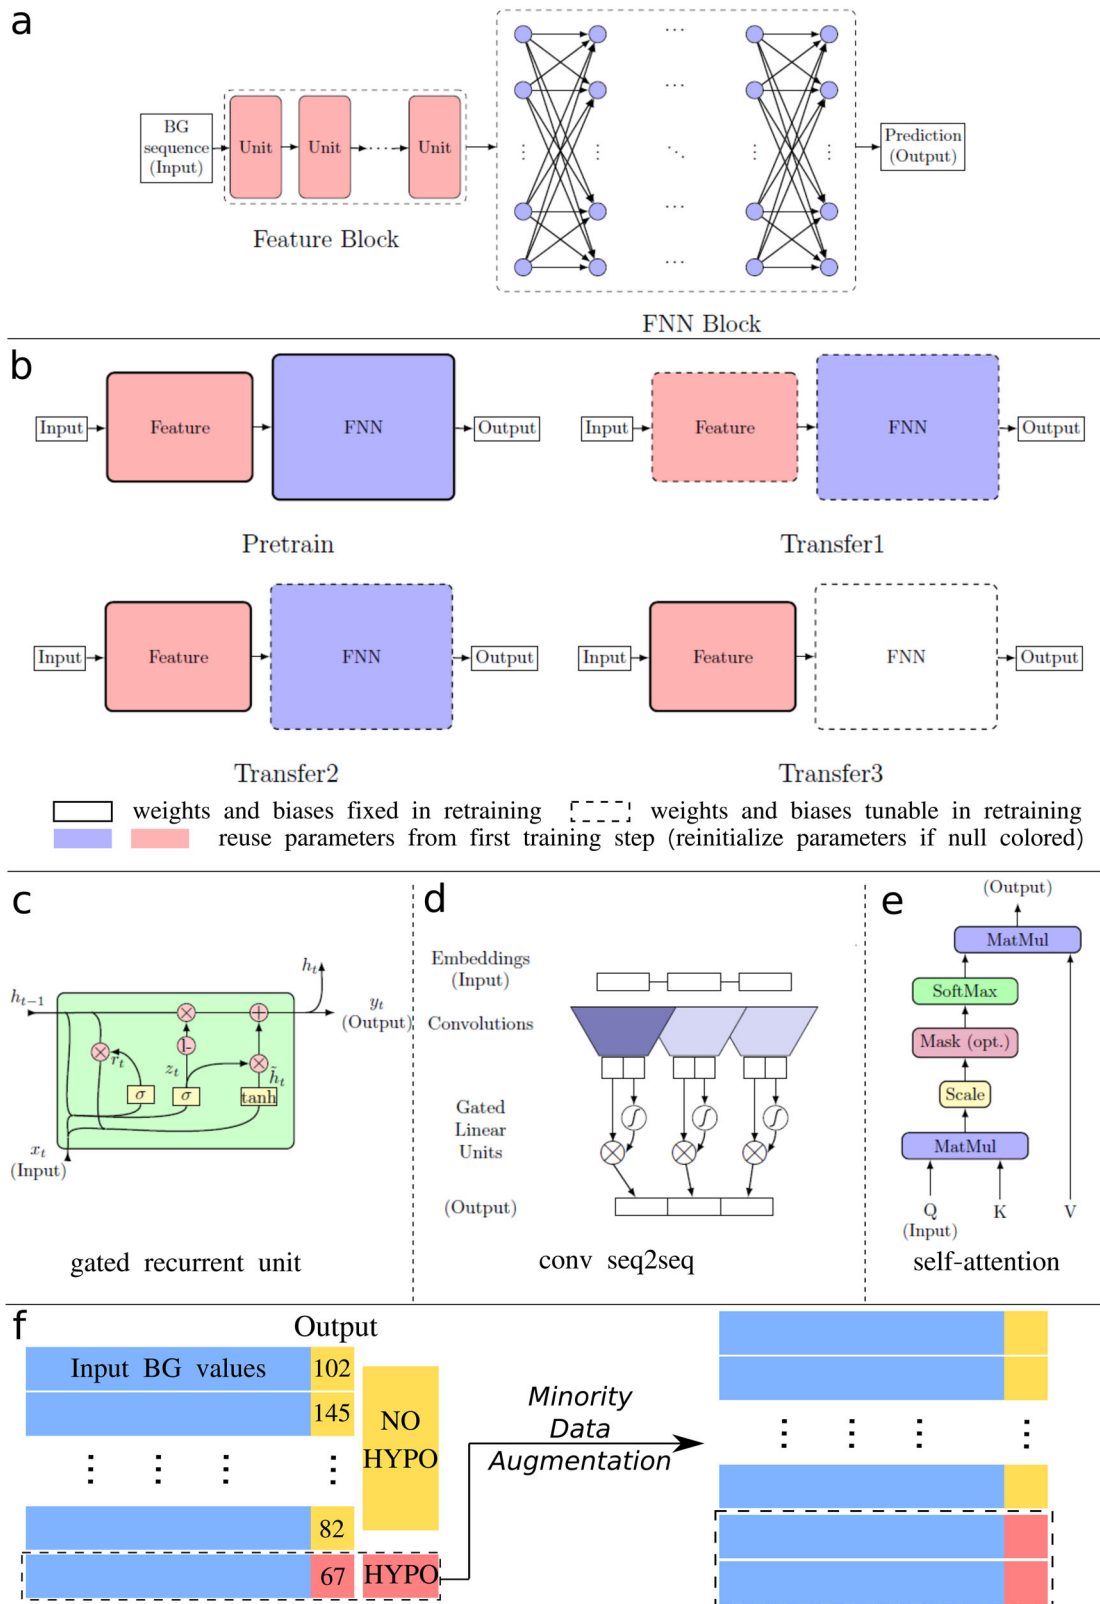 a
BG
sequence
(Input)
Unit
Unit
Unit
Feature Block
FNN Block
Prediction
(Output)
b
Input
Feature
FNN
Output
Pretrain
Input
Feature
FNN
Output
Transfer1
Input
Feature
FNN
Output
Transfer2
Input
Feature
FNN
Output
Transfer3
weights and biases fixed in retraining
weights and biases tunable in retraining
reuse parameters from first training step (reinitialize parameters if null colored)
c
h_{t-1}
h_t
y_t
(Output)
×
+
×
r_t
z_t
1-
×
h̃_t
σ
σ
tanh
x_t
(Input)
gated recurrent unit
d
Embeddings
(Input)
Convolutions
Gated
Linear
Units
∫
∫
∫
(Output)
conv seq2seq
e
(Output)
MatMul
SoftMax
Mask (opt.)
Scale
MatMul
Q
K
V
(Input)
self-attention
f
Output
Input BG values
102
145
NO
HYPO
82
67
HYPO
Minority
Data
Augmentation